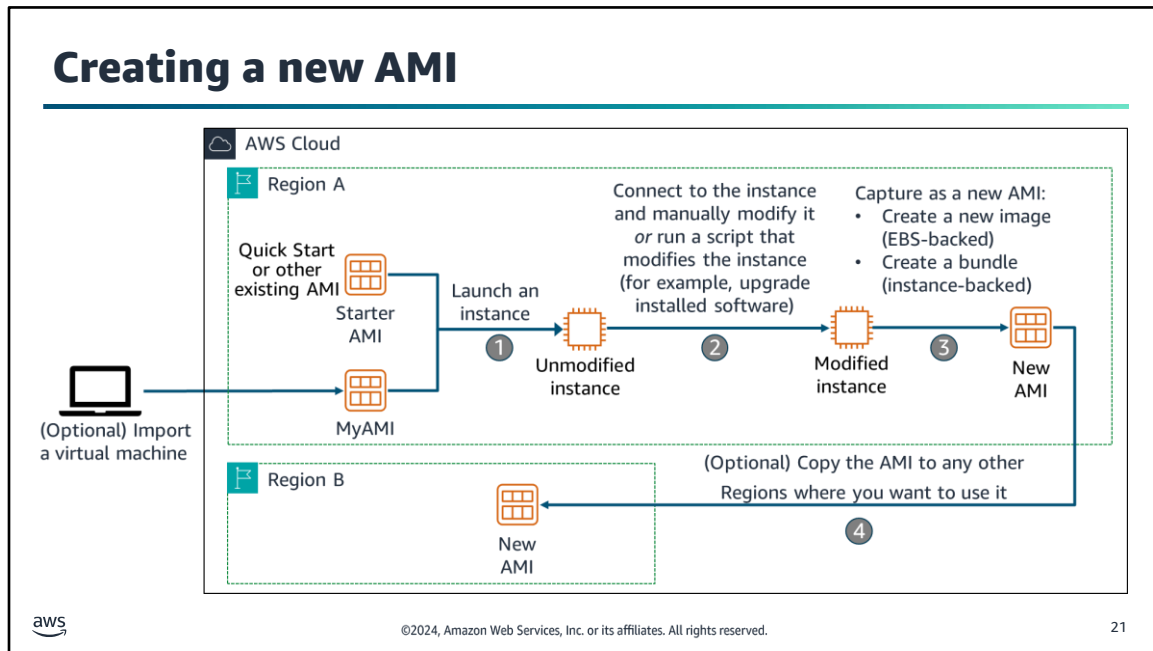 Creating a new AMI
AWS Cloud
Region A
Quick Start
or other
existing AMI
Starter
AMI
MyAMI
(Optional) Import
a virtual machine
Launch an
instance
1
Unmodified
instance
Connect to the instance
and manually modify it
or run a script that
modifies the instance
(for example, upgrade
installed software)
2
Modified
instance
Capture as a new AMI:
• Create a new image
(EBS-backed)
• Create a bundle
(instance-backed)
3
New
AMI
(Optional) Copy the AMI to any other
Regions where you want to use it
4
Region B
New
AMI
aws
©2024, Amazon Web Services, Inc. or its affiliates. All rights reserved.
21